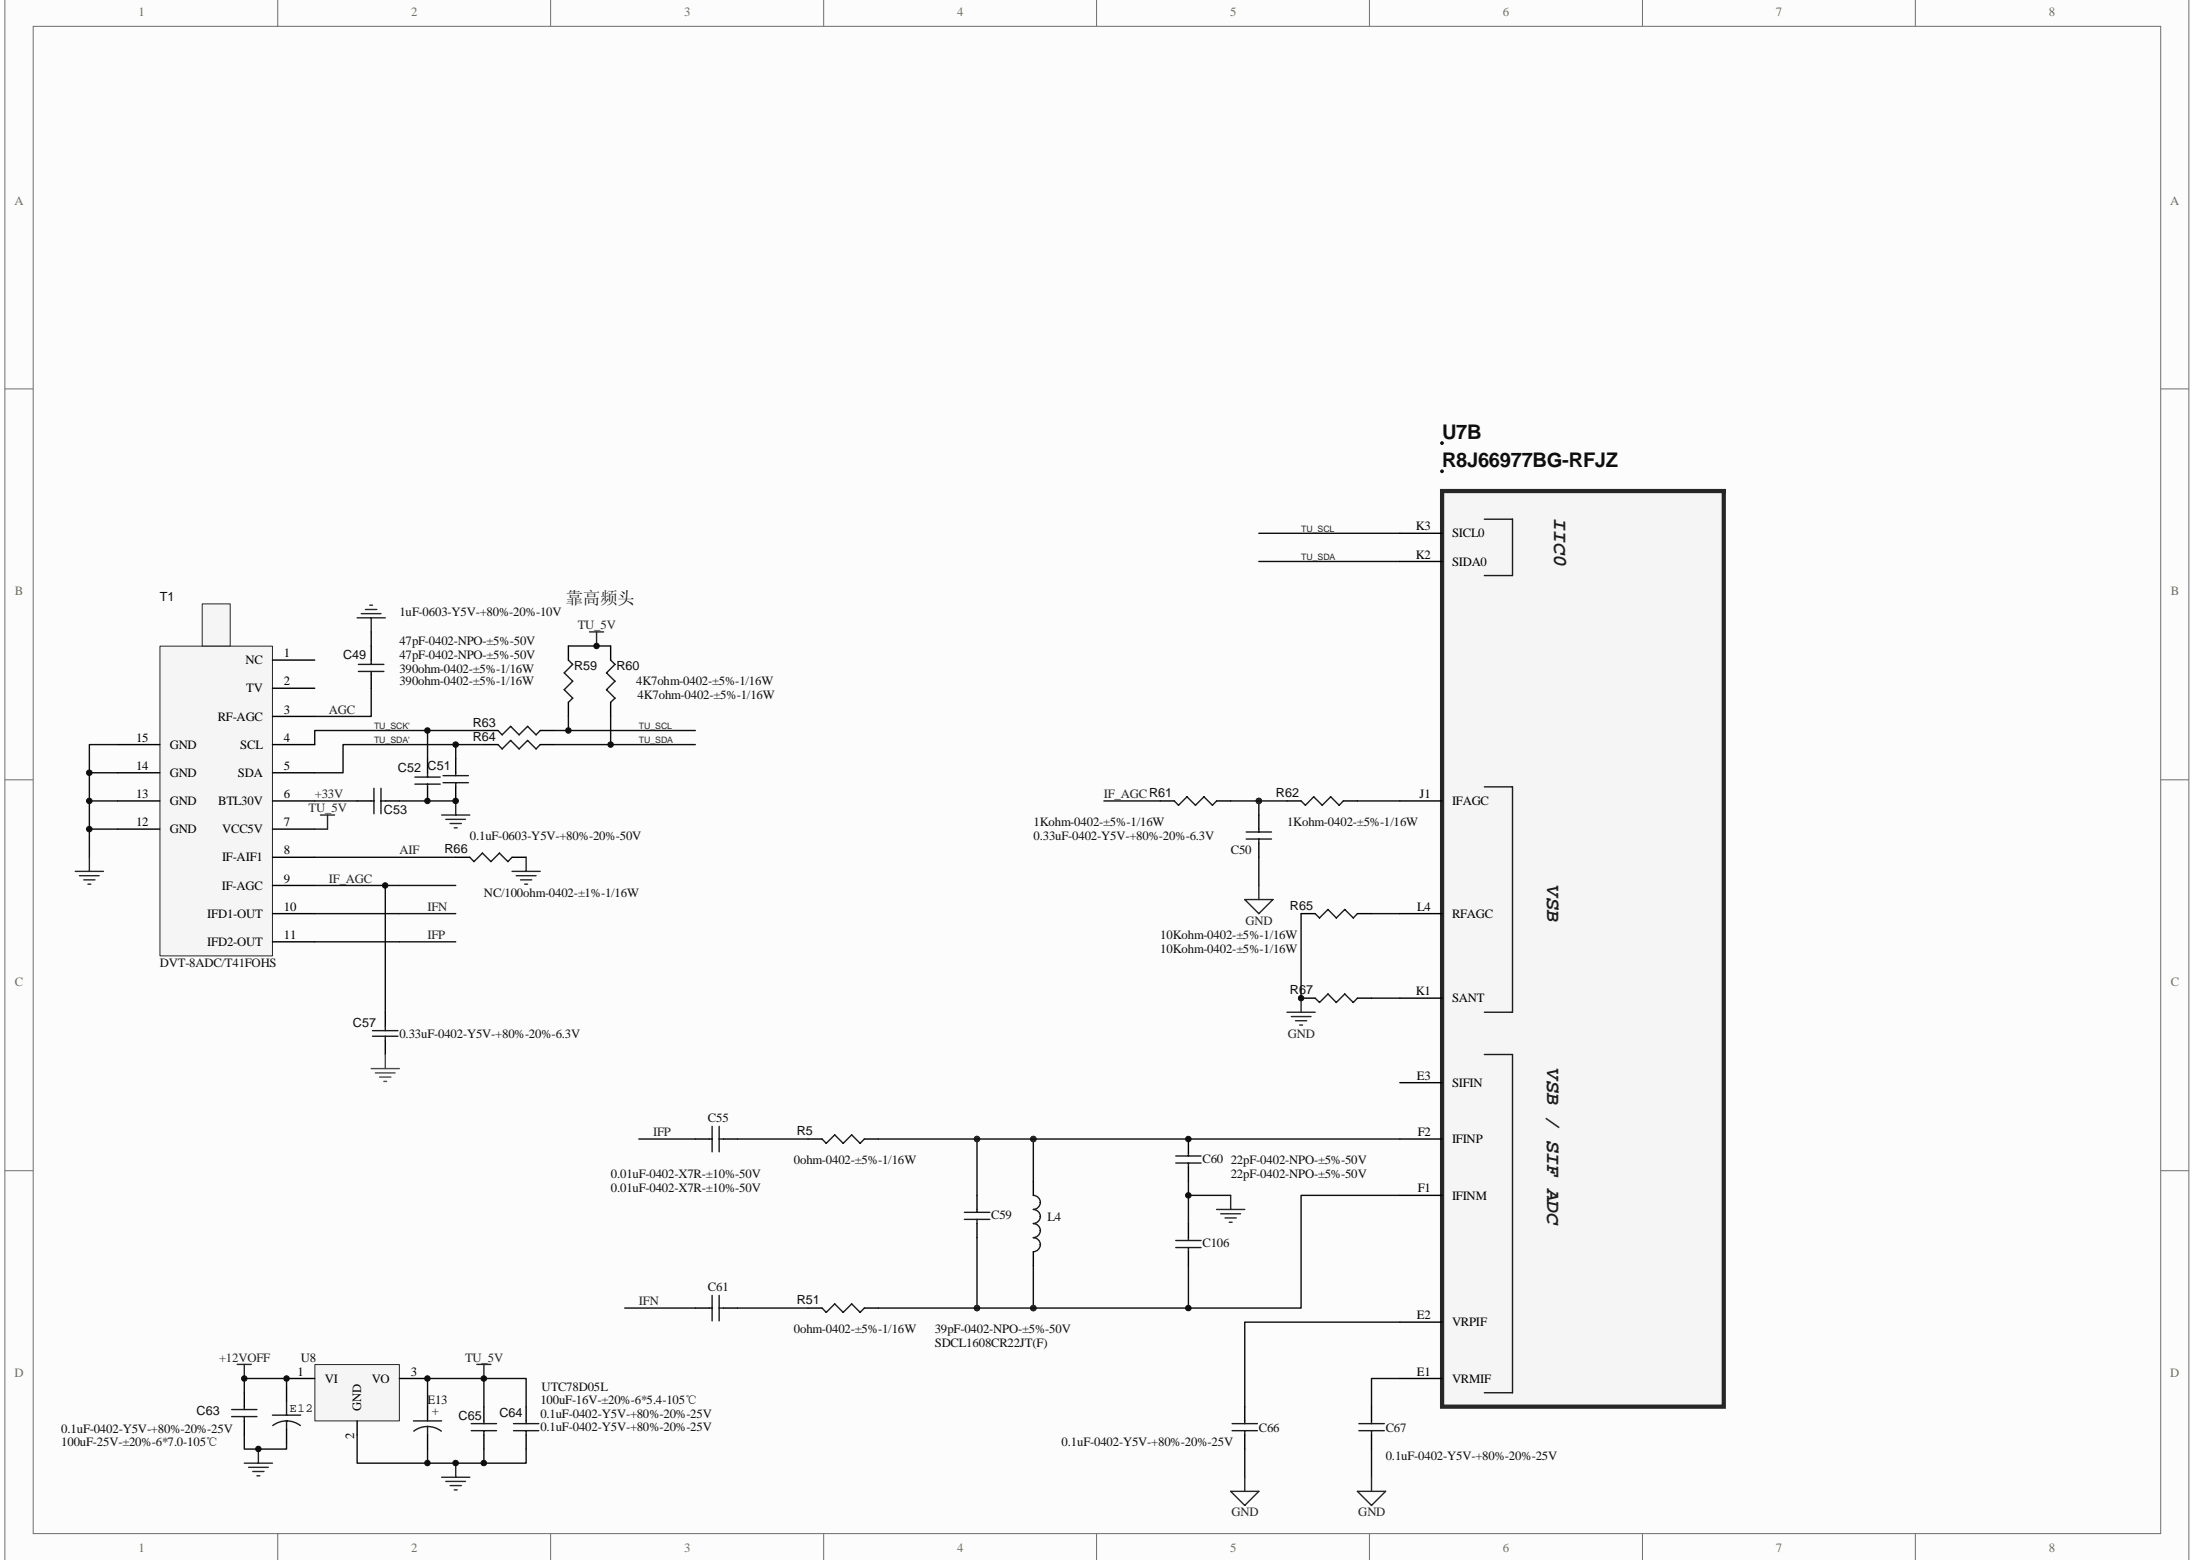 1 2 3 4 5 6 7 8
A A
U7B
R8J66977BG-RFJZ
TU_SCL K3 SICL0
TU_SDA K2 SIDA0
IIC0
B B
T1
1uF-0603-Y5V-+80%-20%-10V
47pF-0402-NPO-±5%-50V
47pF-0402-NPO-±5%-50V
390ohm-0402-±5%-1/16W
390ohm-0402-±5%-1/16W
C49
靠高频头
TU_5V
R59 R60
4K7ohm-0402-±5%-1/16W
4K7ohm-0402-±5%-1/16W
NC 1
TV 2
RF-AGC 3 AGC
SCL 4 TU_SCK' R63 TU_SCL
SDA 5 TU_SDA' R64 TU_SDA
BTL30V 6 +33V C53
VCC5V 7 TU_5V
IF-AIF1 8 AIF R66
IF-AGC 9 IF_AGC
IFD1-OUT 10 IFN
IFD2-OUT 11 IFP
15 GND
14 GND
13 GND
12 GND
DVT-8ADC/T41FOHS
C52 C51
0.1uF-0603-Y5V-+80%-20%-50V
NC/100ohm-0402-±1%-1/16W
C57
0.33uF-0402-Y5V-+80%-20%-6.3V
IF_AGC R61 R62 J1 IFAGC
1Kohm-0402-±5%-1/16W
0.33uF-0402-Y5V-+80%-20%-6.3V
1Kohm-0402-±5%-1/16W
C50
GND
R65 L4 RFAGC
10Kohm-0402-±5%-1/16W
10Kohm-0402-±5%-1/16W
VSB
R67 K1 SANT
GND
C C
E3 SIFIN
VSB / SIF ADC
IFP C55 R5 F2 IFINP
0ohm-0402-±5%-1/16W
0.01uF-0402-X7R-±10%-50V
0.01uF-0402-X7R-±10%-50V
C60
22pF-0402-NPO-±5%-50V
22pF-0402-NPO-±5%-50V
F1 IFINM
C59 L4 C106
IFN C61 R51
0ohm-0402-±5%-1/16W
39pF-0402-NPO-±5%-50V
SDCL1608CR22JT(F)
E2 VRPIF
E1 VRMIF
C66
0.1uF-0402-Y5V-+80%-20%-25V
GND
C67
0.1uF-0402-Y5V-+80%-20%-25V
GND
D D
+12VOFF U8 TU_5V
1 VI VO 3
GND
2
C63 E12
0.1uF-0402-Y5V-+80%-20%-25V
100uF-25V-±20%-6*7.0-105℃
E13
+
C65 C64
UTC78D05L
100uF-16V-±20%-6*5.4-105℃
0.1uF-0402-Y5V-+80%-20%-25V
0.1uF-0402-Y5V-+80%-20%-25V
1 2 3 4 5 6 7 8